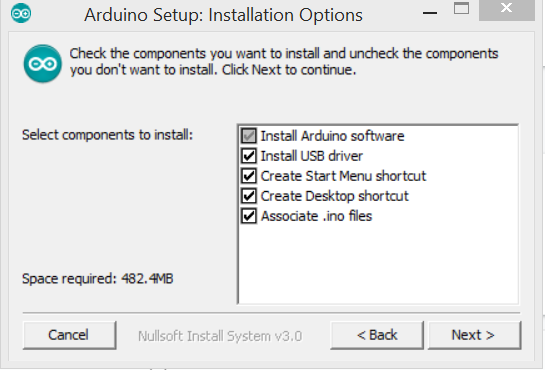 Arduino Setup: Installation Options
Check the components you want to install and uncheck the components
you don't want to install. Click Next to continue.
Select components to install:
Install Arduino software
Install USB driver
Create Start Menu shortcut
Create Desktop shortcut
Associate .ino files
Space required: 482.4MB
Cancel
Nullsoft Install System v3.0
< Back
Next >